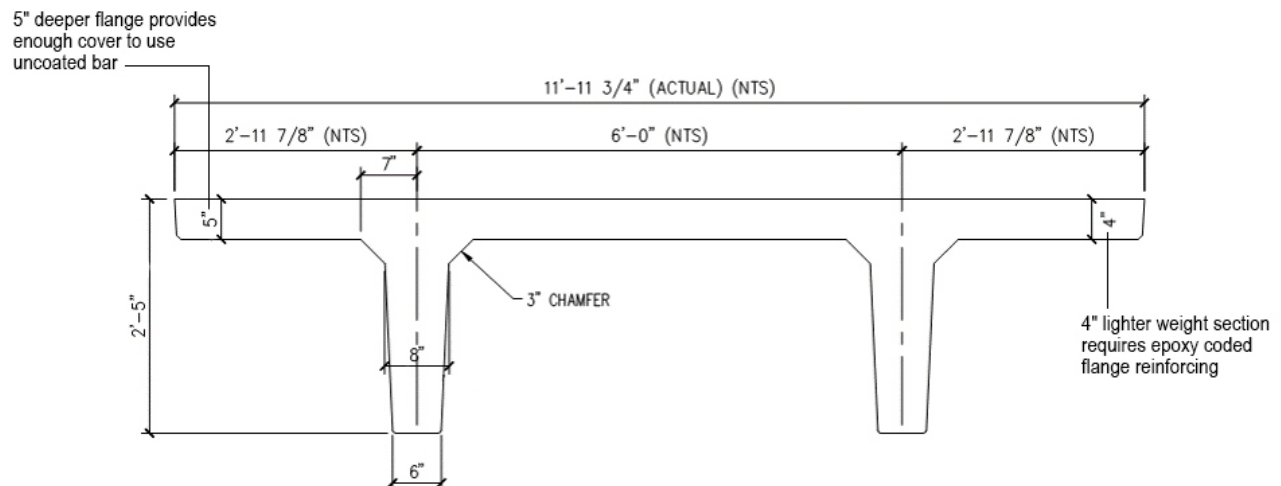 5" deeper flange provides
enough cover to use
uncoated bar
11'-11 3/4" (ACTUAL) (NTS)
2'-11 7/8" (NTS)
6'-0" (NTS)
2'-11 7/8" (NTS)
7"
5"
4"
2'-5"
3" CHAMFER
8"
4" lighter weight section
requires epoxy coded
flange reinforcing
6"